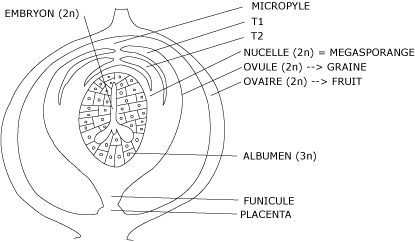 MICROPYLE
EMBRYON (2n)
T1
T2
NUCELLE (2n) = MEGASPORANGE
OVULE (2n) --> GRAINE
OVAIRE (2n) --> FRUIT
ALBUMEN (3n)
FUNICULE
PLACENTA